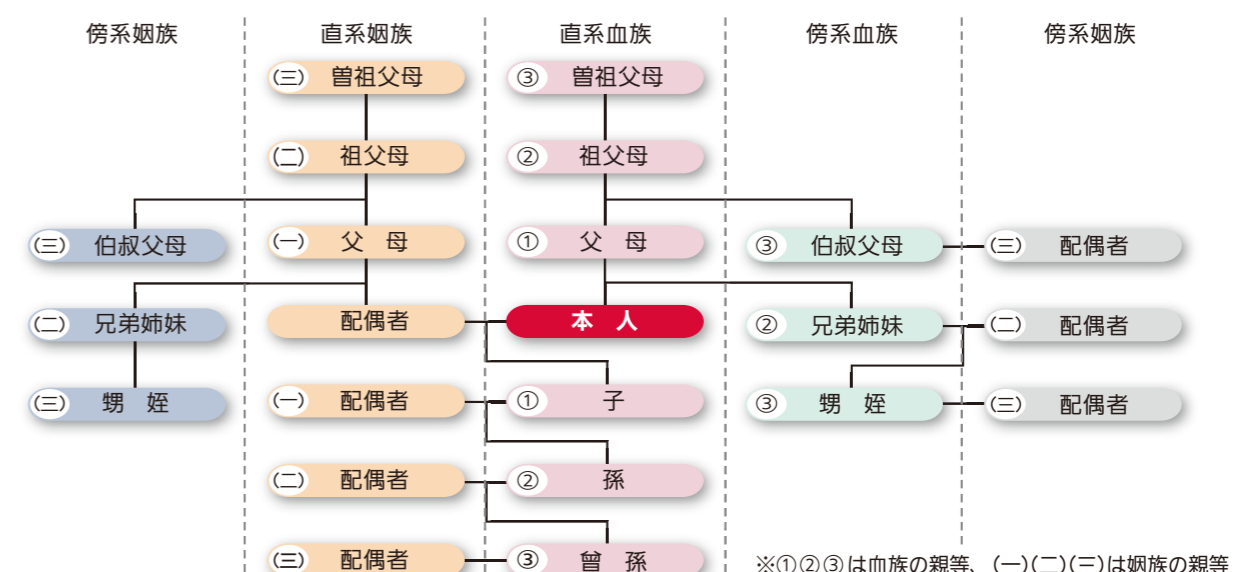 傍系姻族 直系姻族 直系血族 傍系血族 傍系姻族
(三) 曽祖父母 ③ 曽祖父母
(二) 祖父母 ② 祖父母
(三) 伯叔父母 (一) 父 母 ① 父 母 ③ 伯叔父母 (三) 配偶者
(二) 兄弟姉妹 配偶者 本 人 ② 兄弟姉妹 (二) 配偶者
(三) 甥 姪 (一) 配偶者 ① 子 ③ 甥 姪 (三) 配偶者
(二) 配偶者 ② 孫
(三) 配偶者 ③ 曾 孫 ※①②③は血族の親等、(一)(二)(三)は姻族の親等